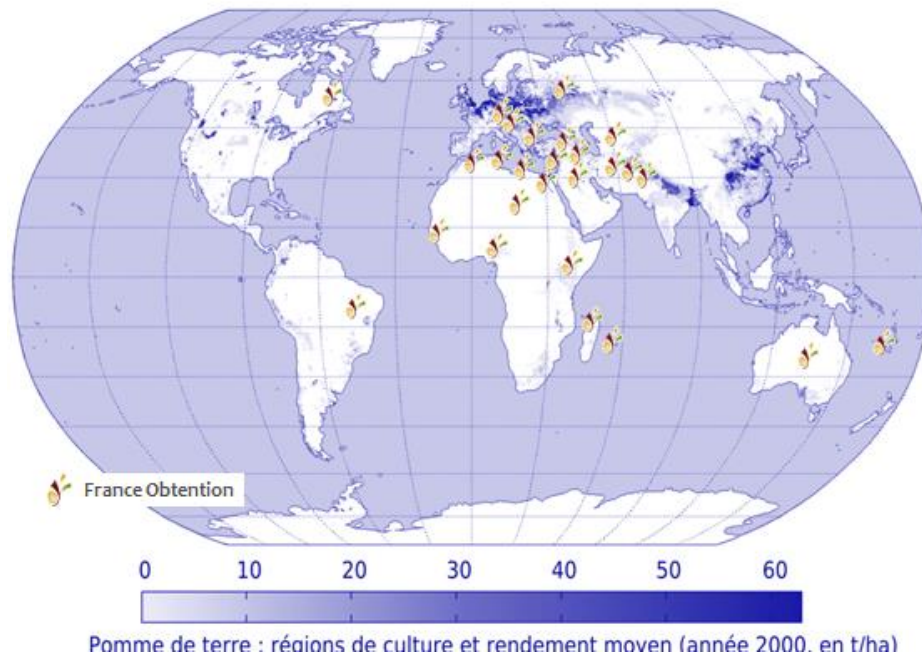 France Obtention
0 10 20 30 40 50 60
Pomme de terre : régions de culture et rendement moyen (année 2000, en t/ha)